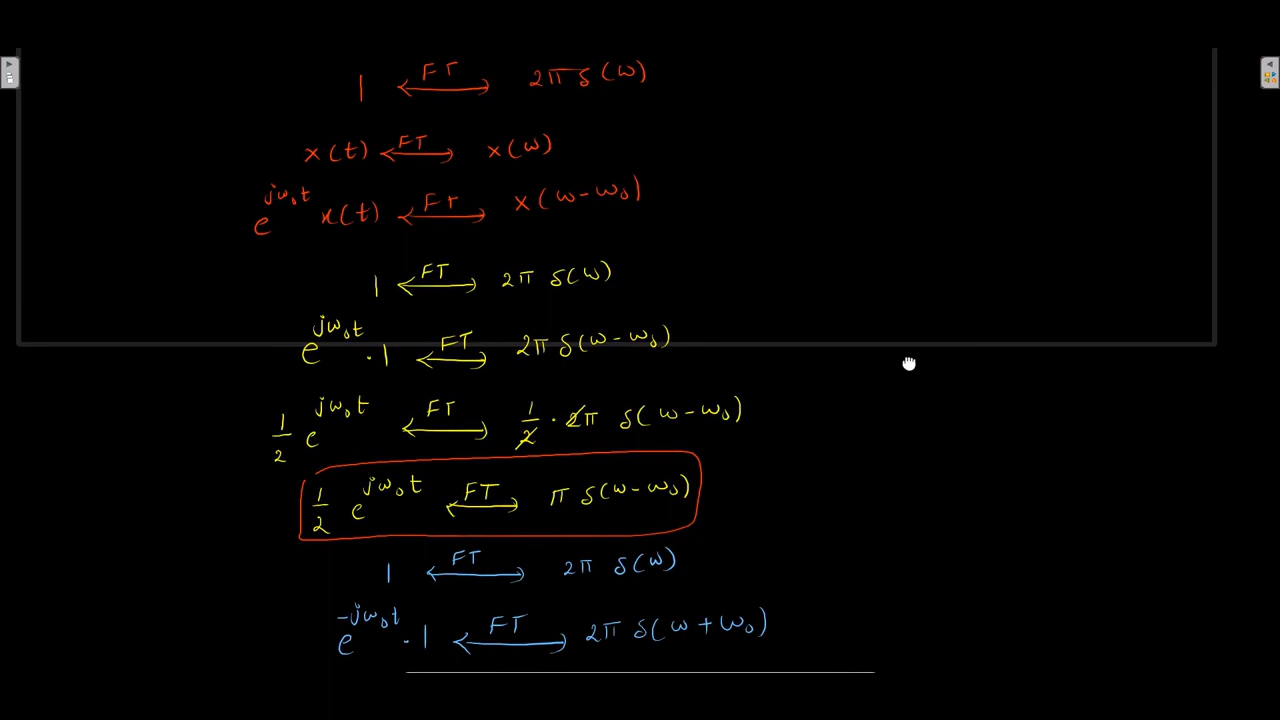 1 ⟷FT 2π δ(ω)
x(t) ⟷FT x(ω)
e^{jω₀t} x(t) ⟷FT x(ω-ω₀)
1 ⟷FT 2π δ(ω)
e^{jω₀t} . 1 ⟷FT 2π δ(ω-ω₀)
1/2 e^{jω₀t} ⟷FT 1/2 . 2π δ(ω-ω₀)
1/2 e^{jω₀t} ⟷FT π δ(ω-ω₀)
1 ⟷FT 2π δ(ω)
e^{-jω₀t} . 1 ⟷FT 2π δ(ω+ω₀)